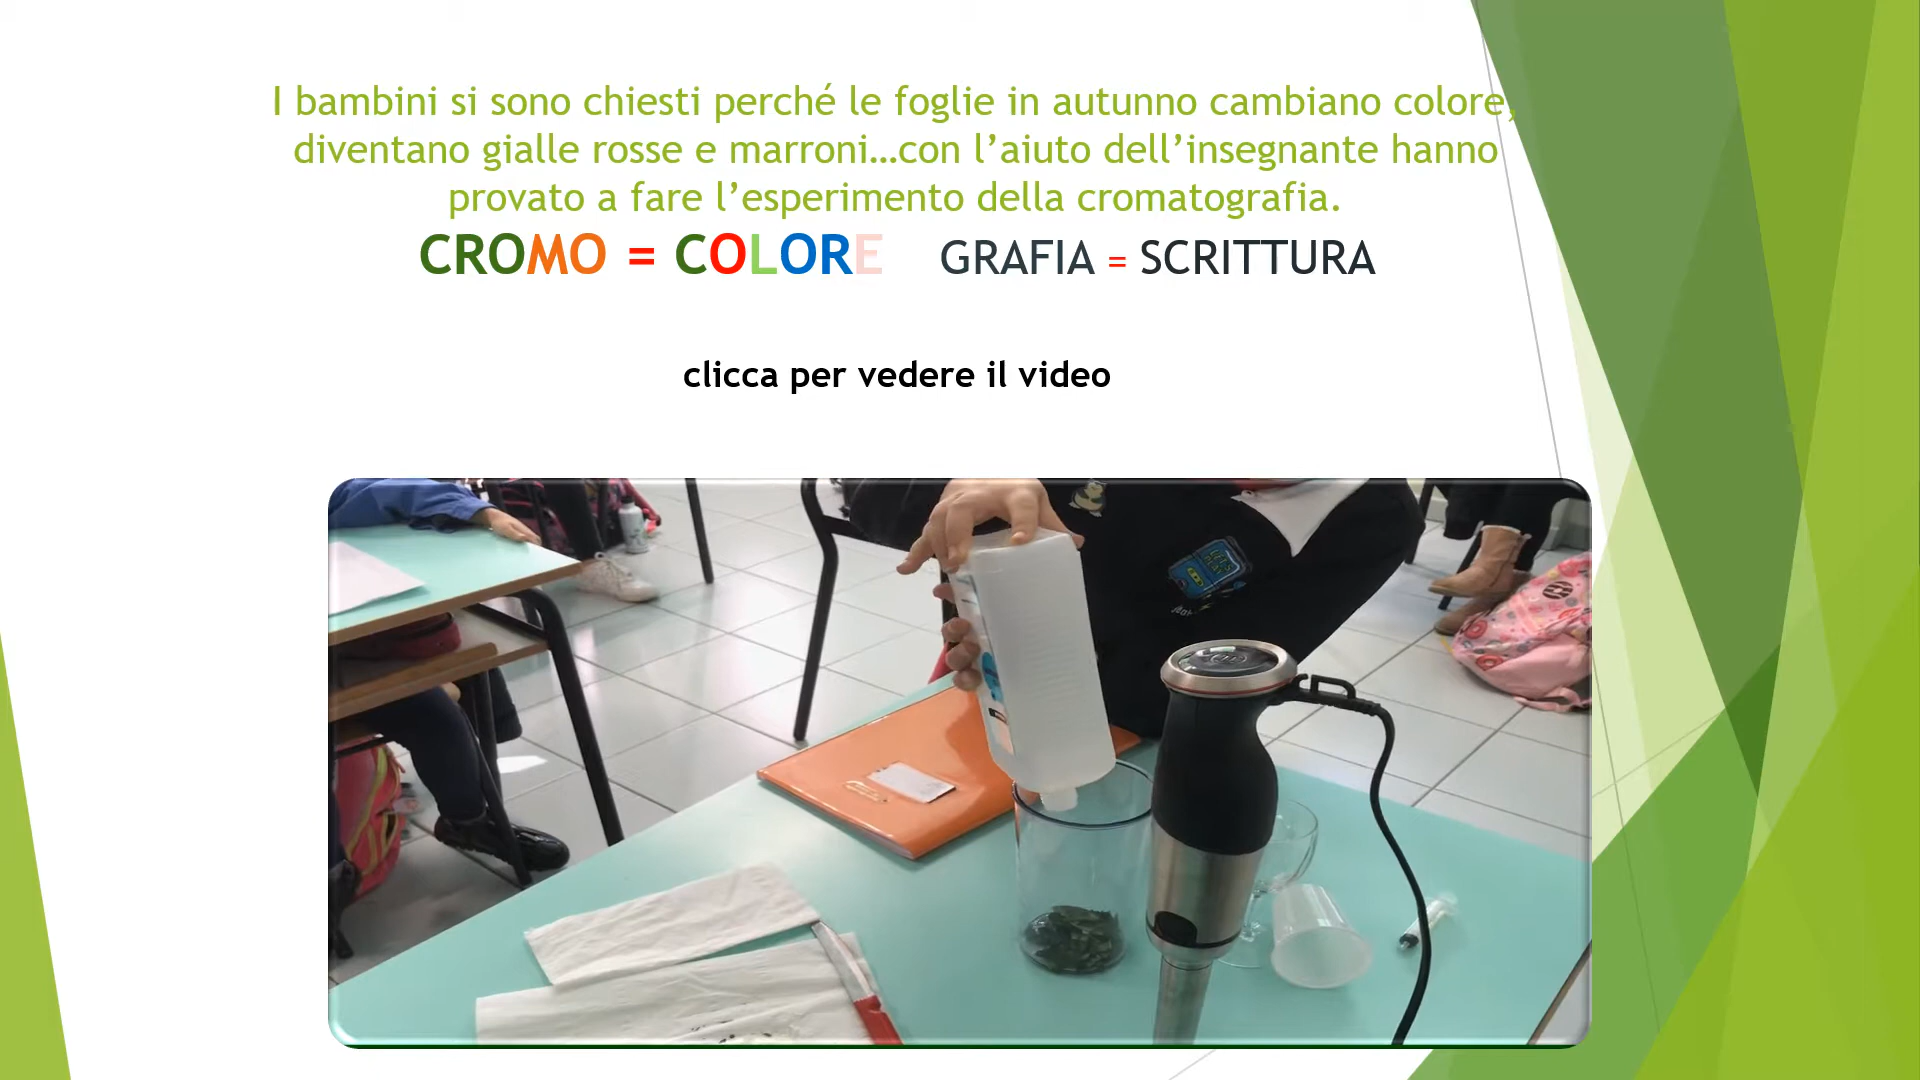 I bambini si sono chiesti perché le foglie in autunno cambiano colore,
diventano gialle rosse e marroni…con l’aiuto dell’insegnante hanno
provato a fare l’esperimento della cromatografia.
CROMO = COLORE GRAFIA = SCRITTURA
clicca per vedere il video